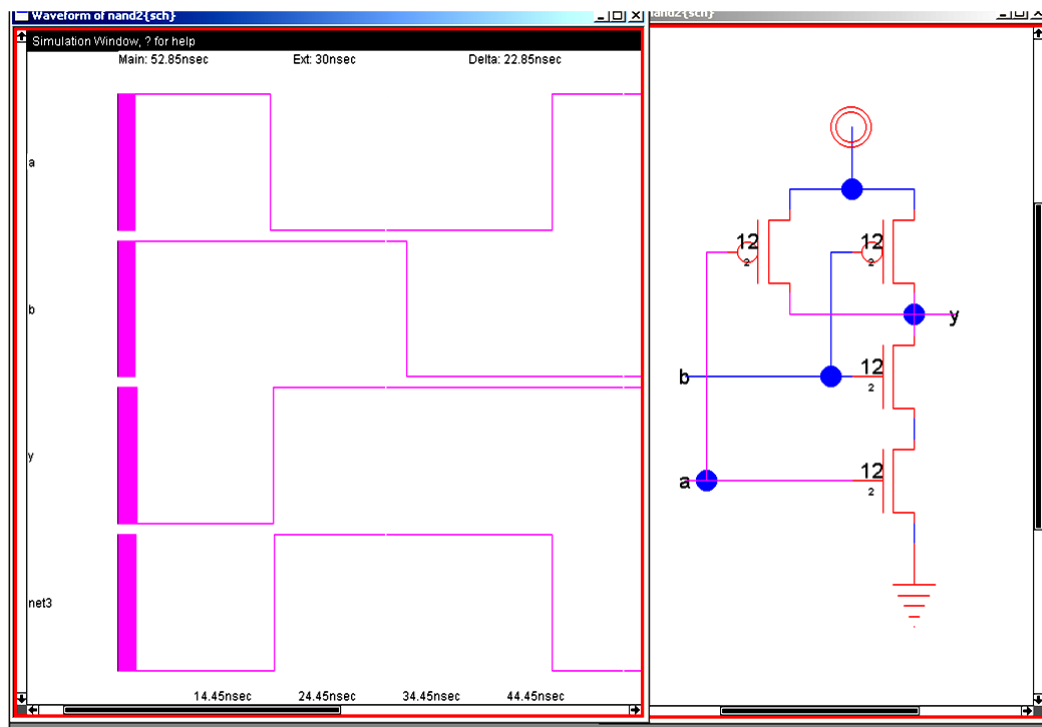 Waveform of nand2{sch}
nand2{sch}
Simulation Window, ? for help
Main: 52.85nsec Ext: 30nsec Delta: 22.85nsec
a
b
y
net3
14.45nsec 24.45nsec 34.45nsec 44.45nsec
12
2
12
2
y
b
12
2
a
12
2